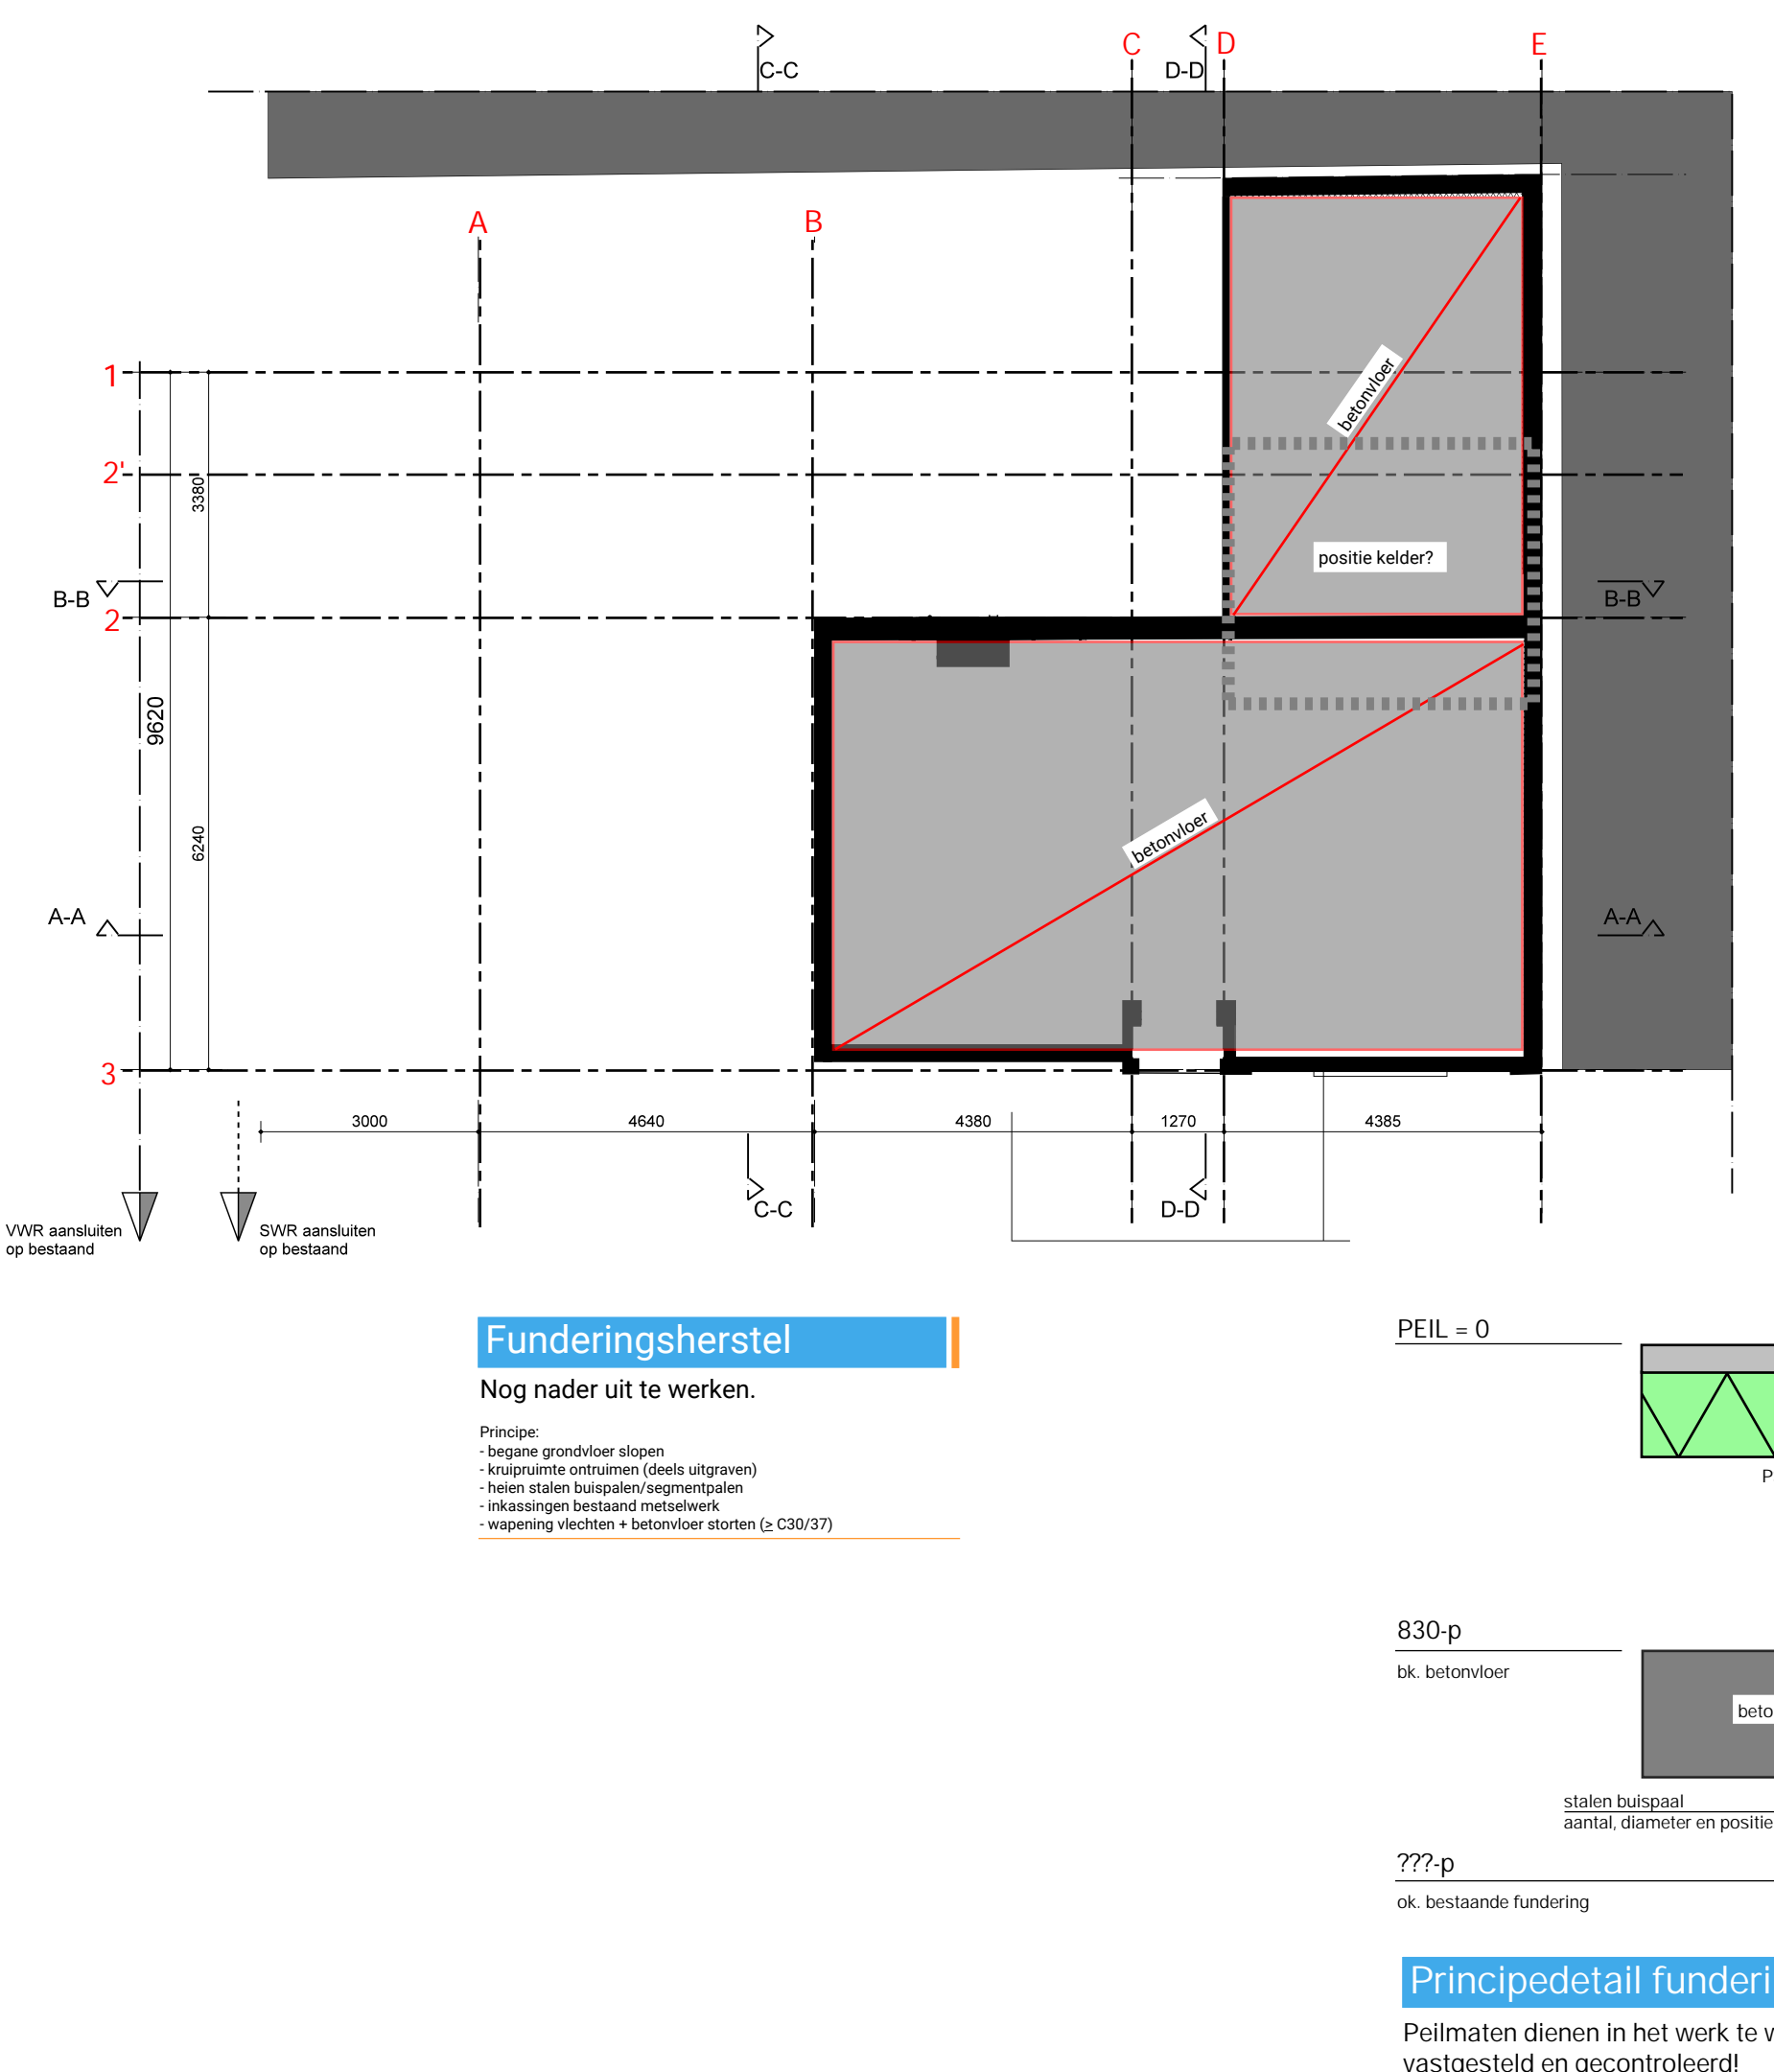 C-C
C
D-D
D
E
A
B
1
2'
3380
betonvloer
positie kelder?
B-B
B-B
2
9620
6240
betonvloer
A-A
A-A
3
3000
4640
4380
1270
4385
C-C
D-D
VWR aansluiten
op bestaand
SWR aansluiten
op bestaand
Funderingsherstel
Nog nader uit te werken.
Principe:
- begane grondvloer slopen
- kruipruimte ontruimen (deels uitgraven)
- heien stalen buispalen/segmentpalen
- inkassingen bestaand metselwerk
- wapening vlechten + betonvloer storten (≥ C30/37)
PEIL = 0
P
830-p
bk. betonvloer
beto
stalen buispaal
aantal, diameter en positie
???-p
ok. bestaande fundering
Principedetail funderi
Peilmaten dienen in het werk te w
vastgesteld en gecontroleerd!